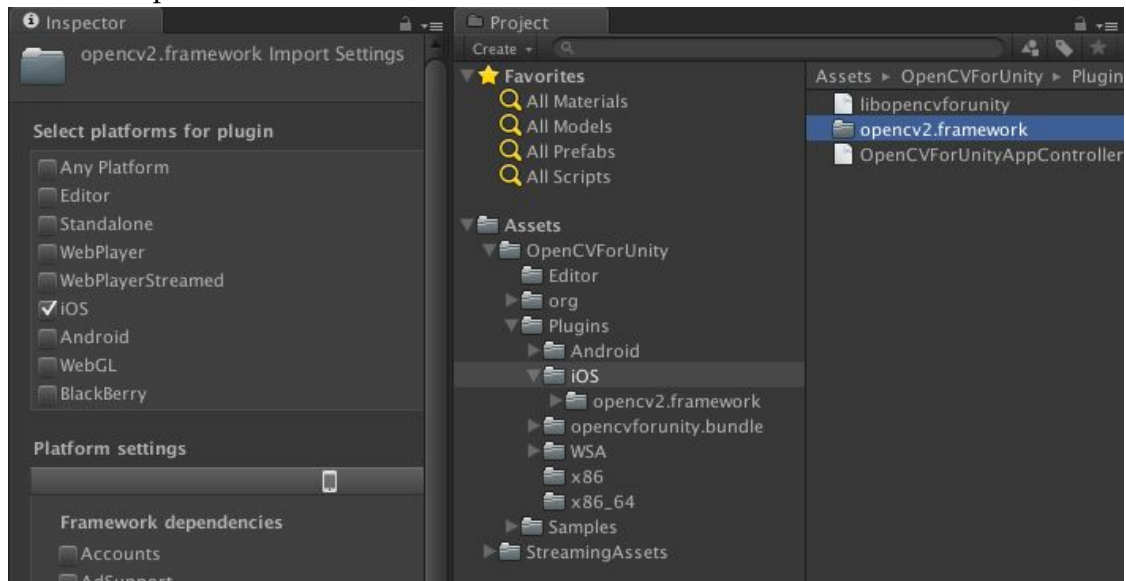 Inspector
opencv2.framework Import Settings
Select platforms for plugin
Any Platform
Editor
Standalone
WebPlayer
WebPlayerStreamed
iOS
Android
WebGL
BlackBerry
Platform settings
Framework dependencies
Accounts
AdSupport
Project
Create
Favorites
All Materials
All Models
All Prefabs
All Scripts
Assets
OpenCVForUnity
Editor
org
Plugins
Android
iOS
opencv2.framework
opencvforunity.bundle
WSA
x86
x86_64
Samples
StreamingAssets
Assets ▸ OpenCVForUnity ▸ Plugin
libopencvforunity
opencv2.framework
OpenCVForUnityAppController